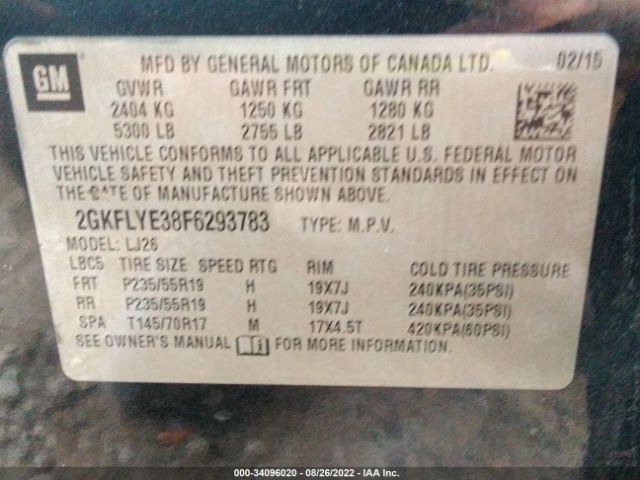 GM
MFD BY GENERAL MOTORS OF CANADA LTD. 02/15
GVWR GAWR FRT GAWR RR
2404 KG 1250 KG 1280 KG
5300 LB 2755 LB 2821 LB
THIS VEHICLE CONFORMS TO ALL APPLICABLE U.S. FEDERAL MOTOR
VEHICLE SAFETY AND THEFT PREVENTION STANDARDS IN EFFECT ON
THE DATE OF MANUFACTURE SHOWN ABOVE.
2GKFLYE38F6293783 TYPE: M.P.V.
MODEL: LJ26
LBC5 TIRE SIZE SPEED RTG RIM COLD TIRE PRESSURE
FRT P235/55R19 H 19X7J 240KPA(35PSI)
RR P235/55R19 H 19X7J 240KPA(35PSI)
SPA T145/70R17 M 17X4.5T 420KPA(60PSI)
SEE OWNER'S MANUAL FOR MORE INFORMATION.
000-34096020 - 08/26/2022 - IAA Inc.